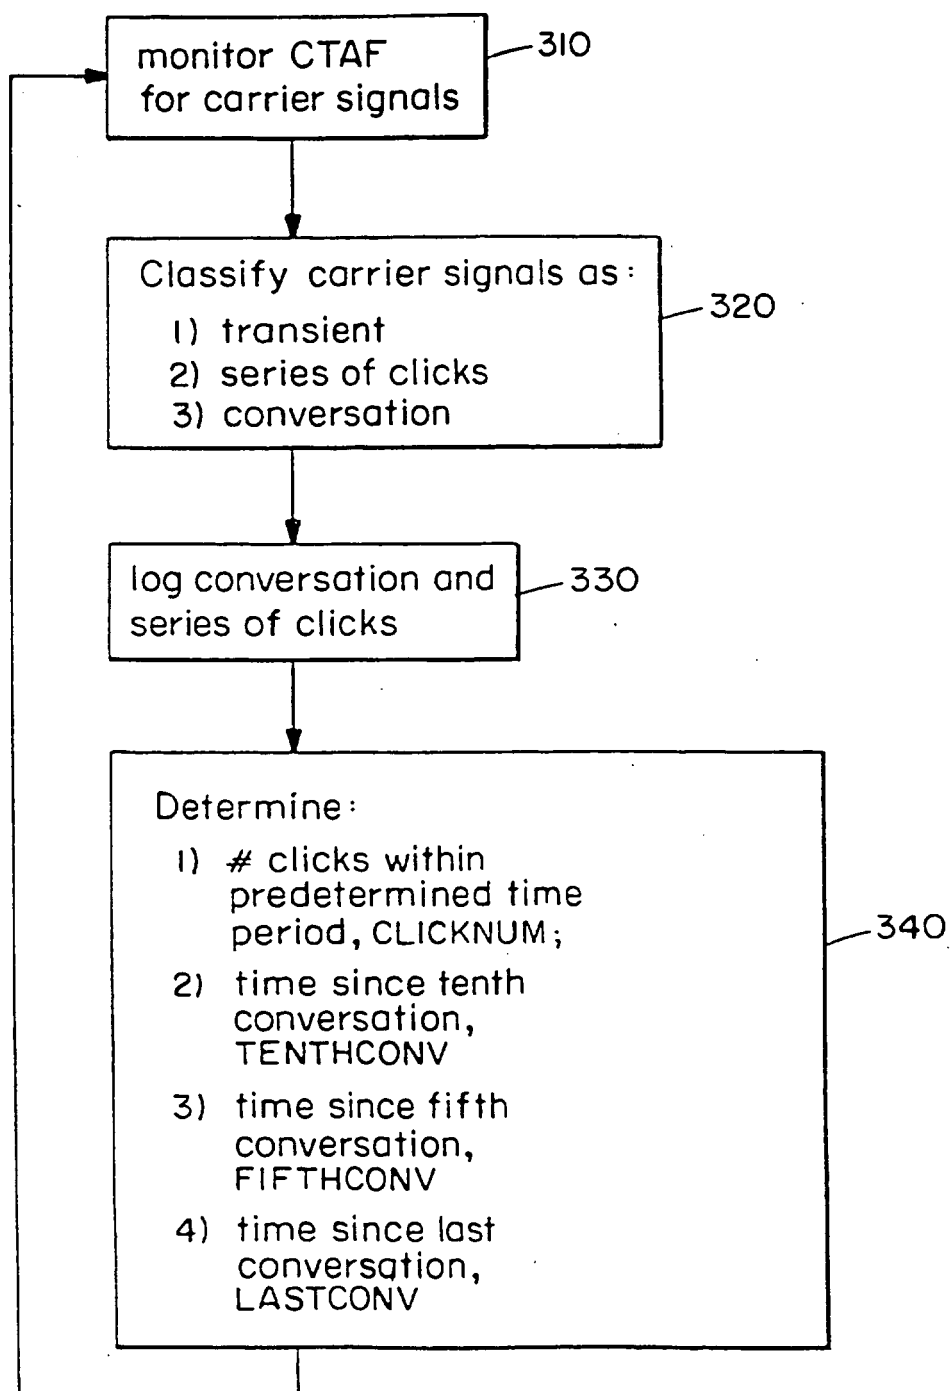 monitor CTAF
for carrier signals
310
Classify carrier signals as:
1) transient
2) series of clicks
3) conversation
320
log conversation and
series of clicks
330
Determine:
1) # clicks within
predetermined time
period, CLICKNUM;
2) time since tenth
conversation,
TENTHCONV
3) time since fifth
conversation,
FIFTHCONV
4) time since last
conversation,
LASTCONV
340